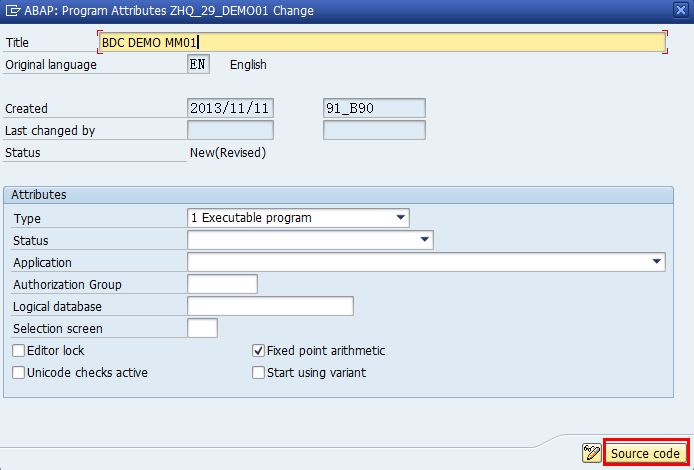 ABAP: Program Attributes ZHQ_29_DEMO01 Change
Title BDC DEMO MM01
Original language EN English
Created 2013/11/11 91_B90
Last changed by
Status New(Revised)
Attributes
Type 1 Executable program
Status
Application
Authorization Group
Logical database
Selection screen
Editor lock Fixed point arithmetic
Unicode checks active Start using variant
Source code